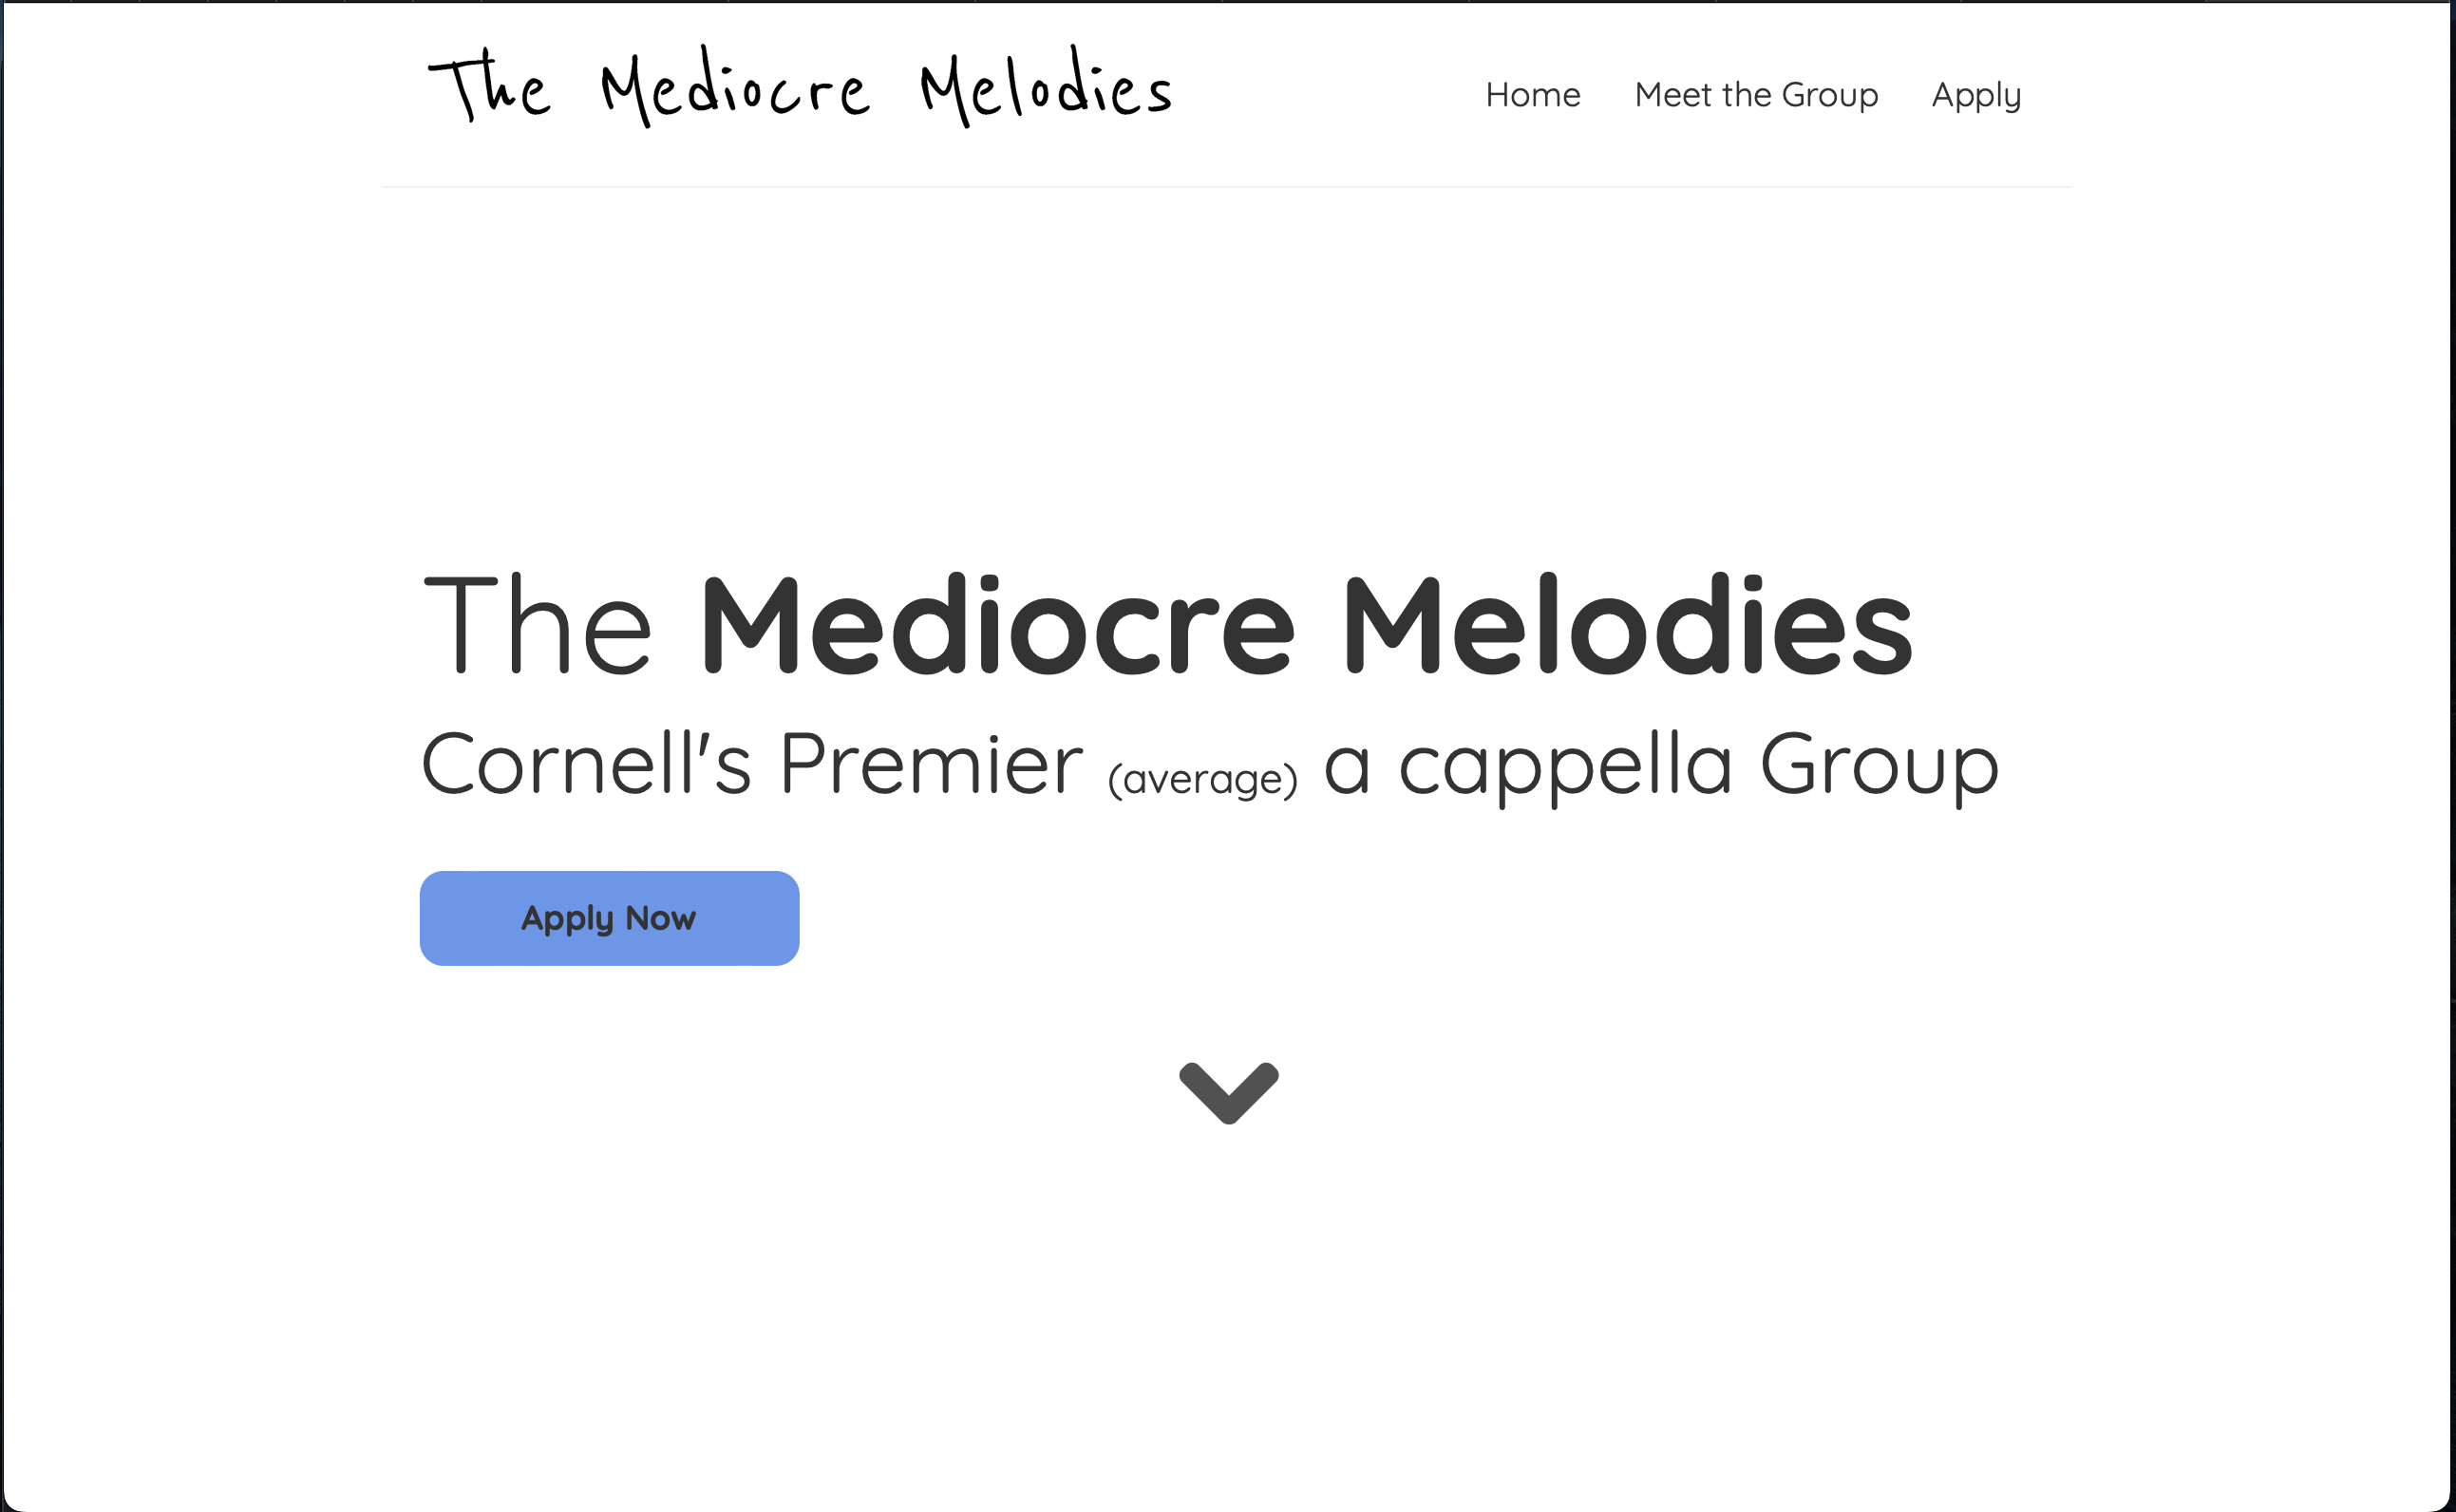 The Mediocre Melodies
Home Meet the Group Apply
The Mediocre Melodies
Cornell's Premier (average) a cappella Group
Apply Now